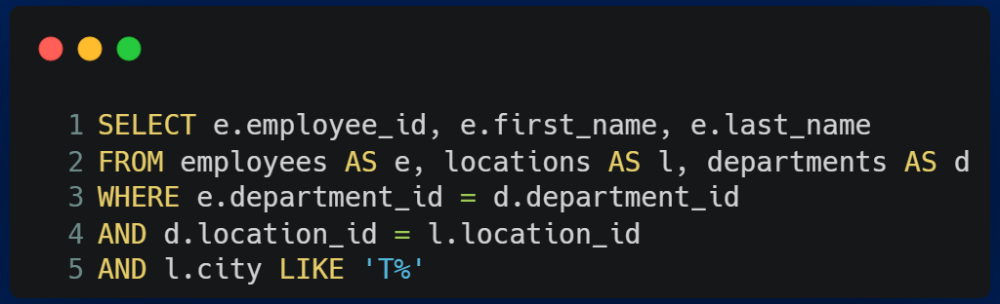 1 SELECT e.employee_id, e.first_name, e.last_name
2 FROM employees AS e, locations AS l, departments AS d
3 WHERE e.department_id = d.department_id
4 AND d.location_id = l.location_id
5 AND l.city LIKE 'T%'